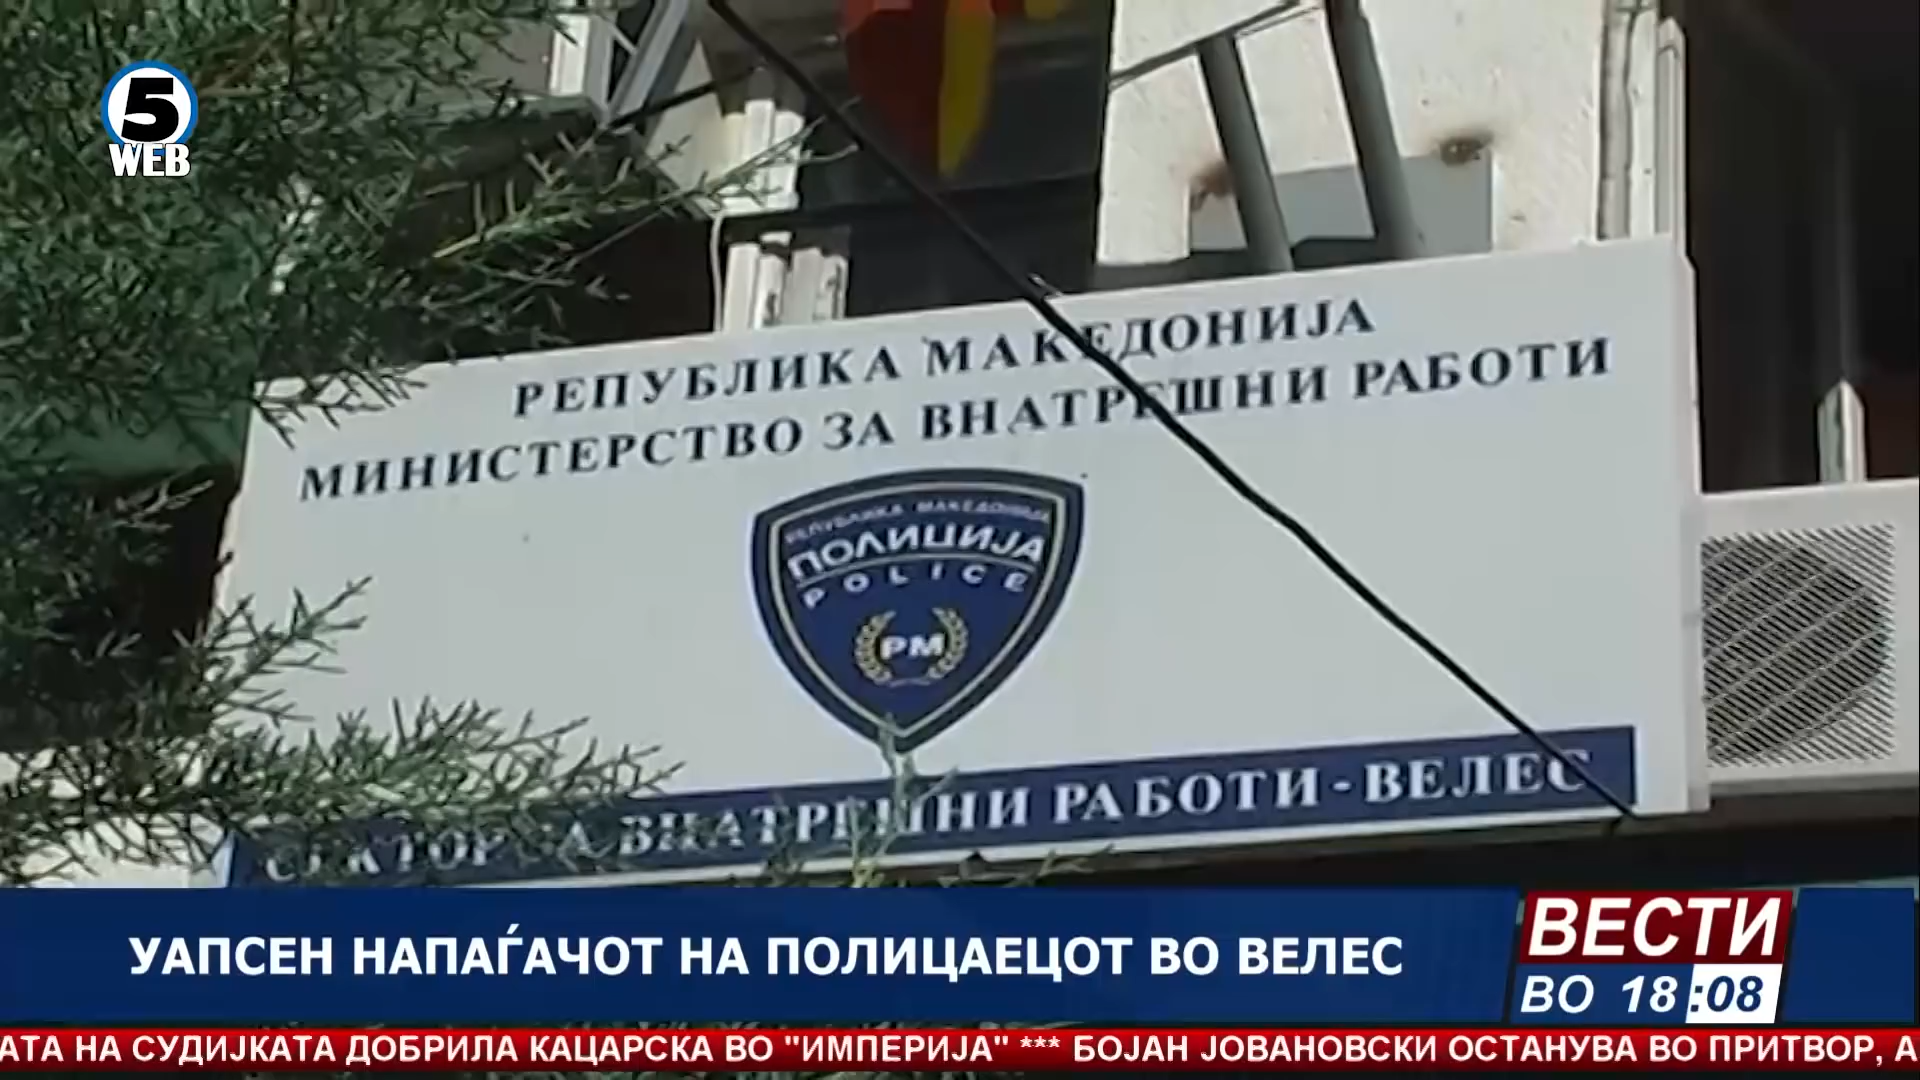 5
WEB
РЕПУБЛИКА МАКЕДОНИЈА
МИНИСТЕРСТВО ЗА ВНАТРЕШНИ РАБОТИ
РЕПУБЛИКА МАКЕДОНИЈА
ПОЛИЦИЈА
POLICE
РМ
СЕКТОР ЗА ВНАТРЕШНИ РАБОТИ - ВЕЛЕС
УАПСЕН НАПАЃАЧОТ НА ПОЛИЦАЕЦОТ ВО ВЕЛЕС
ВЕСТИ
ВО 18:08
АТА НА СУДИЈКАТА ДОБРИЛА КАЦАРСКА ВО "ИМПЕРИЈА" *** БОЈАН ЈОВАНОВСКИ ОСТАНУВА ВО ПРИТВОР, А